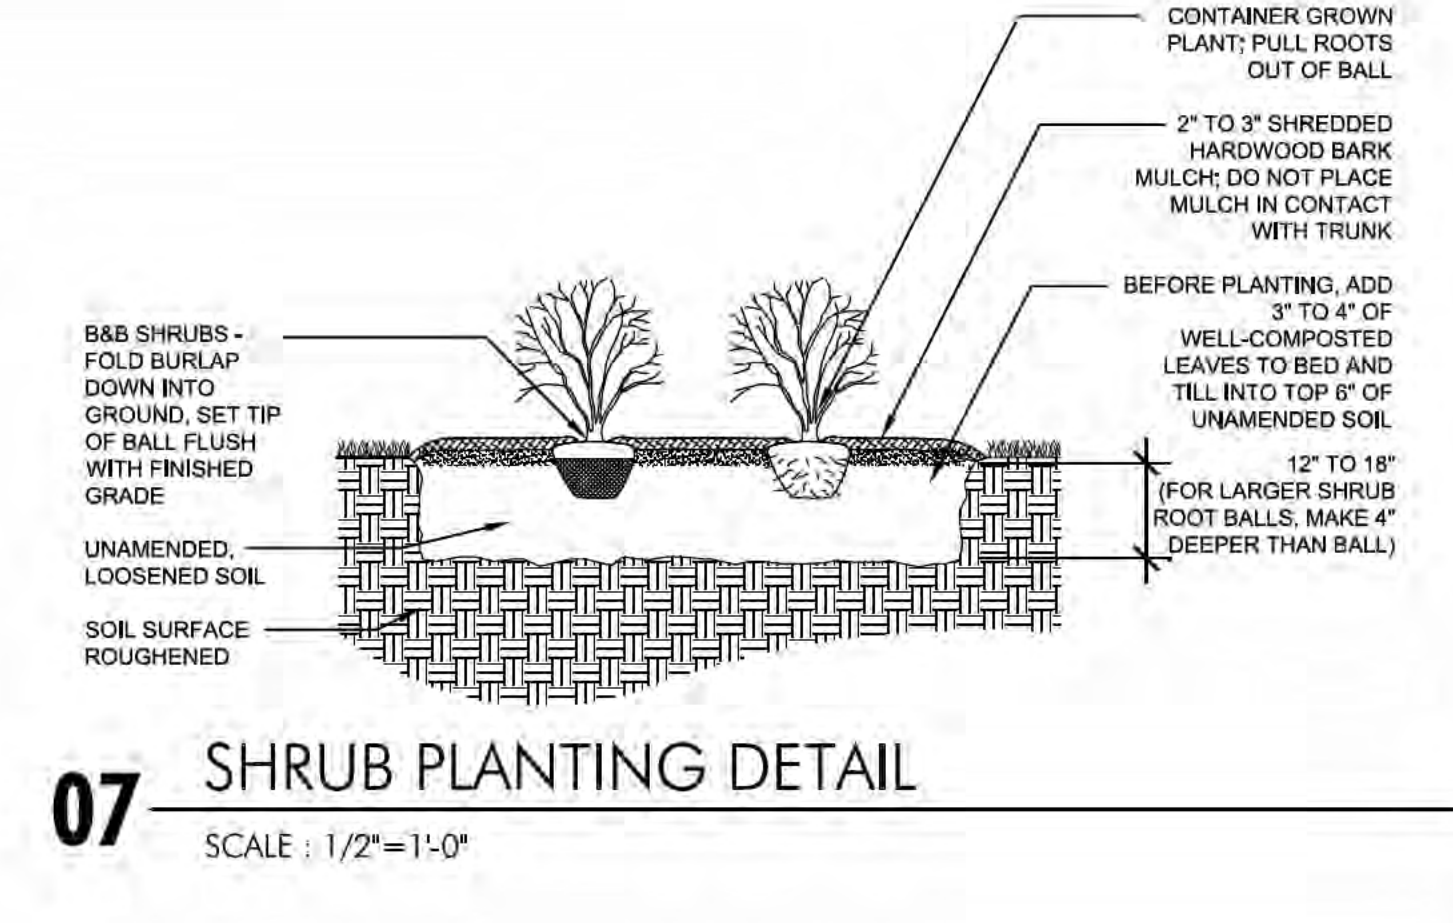 CONTAINER GROWN
PLANT; PULL ROOTS
OUT OF BALL
2" TO 3" SHREDDED
HARDWOOD BARK
MULCH; DO NOT PLACE
MULCH IN CONTACT
WITH TRUNK
BEFORE PLANTING, ADD
3" TO 4" OF
WELL-COMPOSTED
LEAVES TO BED AND
TILL INTO TOP 6" OF
UNAMENDED SOIL
12" TO 18"
(FOR LARGER SHRUB
ROOT BALLS, MAKE 4"
DEEPER THAN BALL)
B&B SHRUBS -
FOLD BURLAP
DOWN INTO
GROUND, SET TIP
OF BALL FLUSH
WITH FINISHED
GRADE
UNAMENDED,
LOOSENED SOIL
SOIL SURFACE
ROUGHENED
07
SHRUB PLANTING DETAIL
SCALE : 1/2"=1'-0"